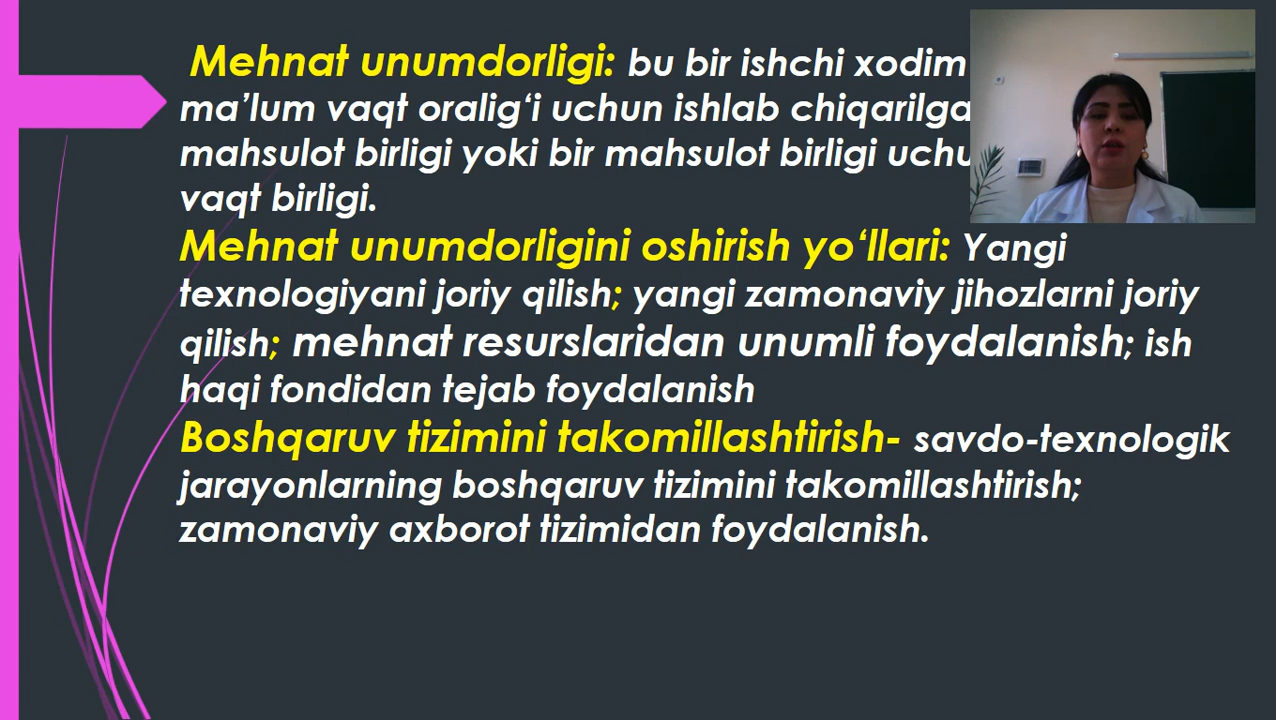 Mehnat unumdorligi: bu bir ishchi xodim
ma’lum vaqt oralig‘i uchun ishlab
mahsulot birligi yoki bir mahsulot birligi
vaqt birligi.
Mehnat unumdorligini oshirish yo‘llari: Yangi
texnologiyani joriy qilish; yangi zamonaviy jihozlarni joriy
qilish; mehnat resurslaridan unumli foydalanish; ish
haqi fondidan tejab foydalanish
Boshqaruv tizimini takomillashtirish- savdo-texnologik
jarayonlarning boshqaruv tizimini takomillashtirish;
zamonaviy axborot tizimidan foydalanish.